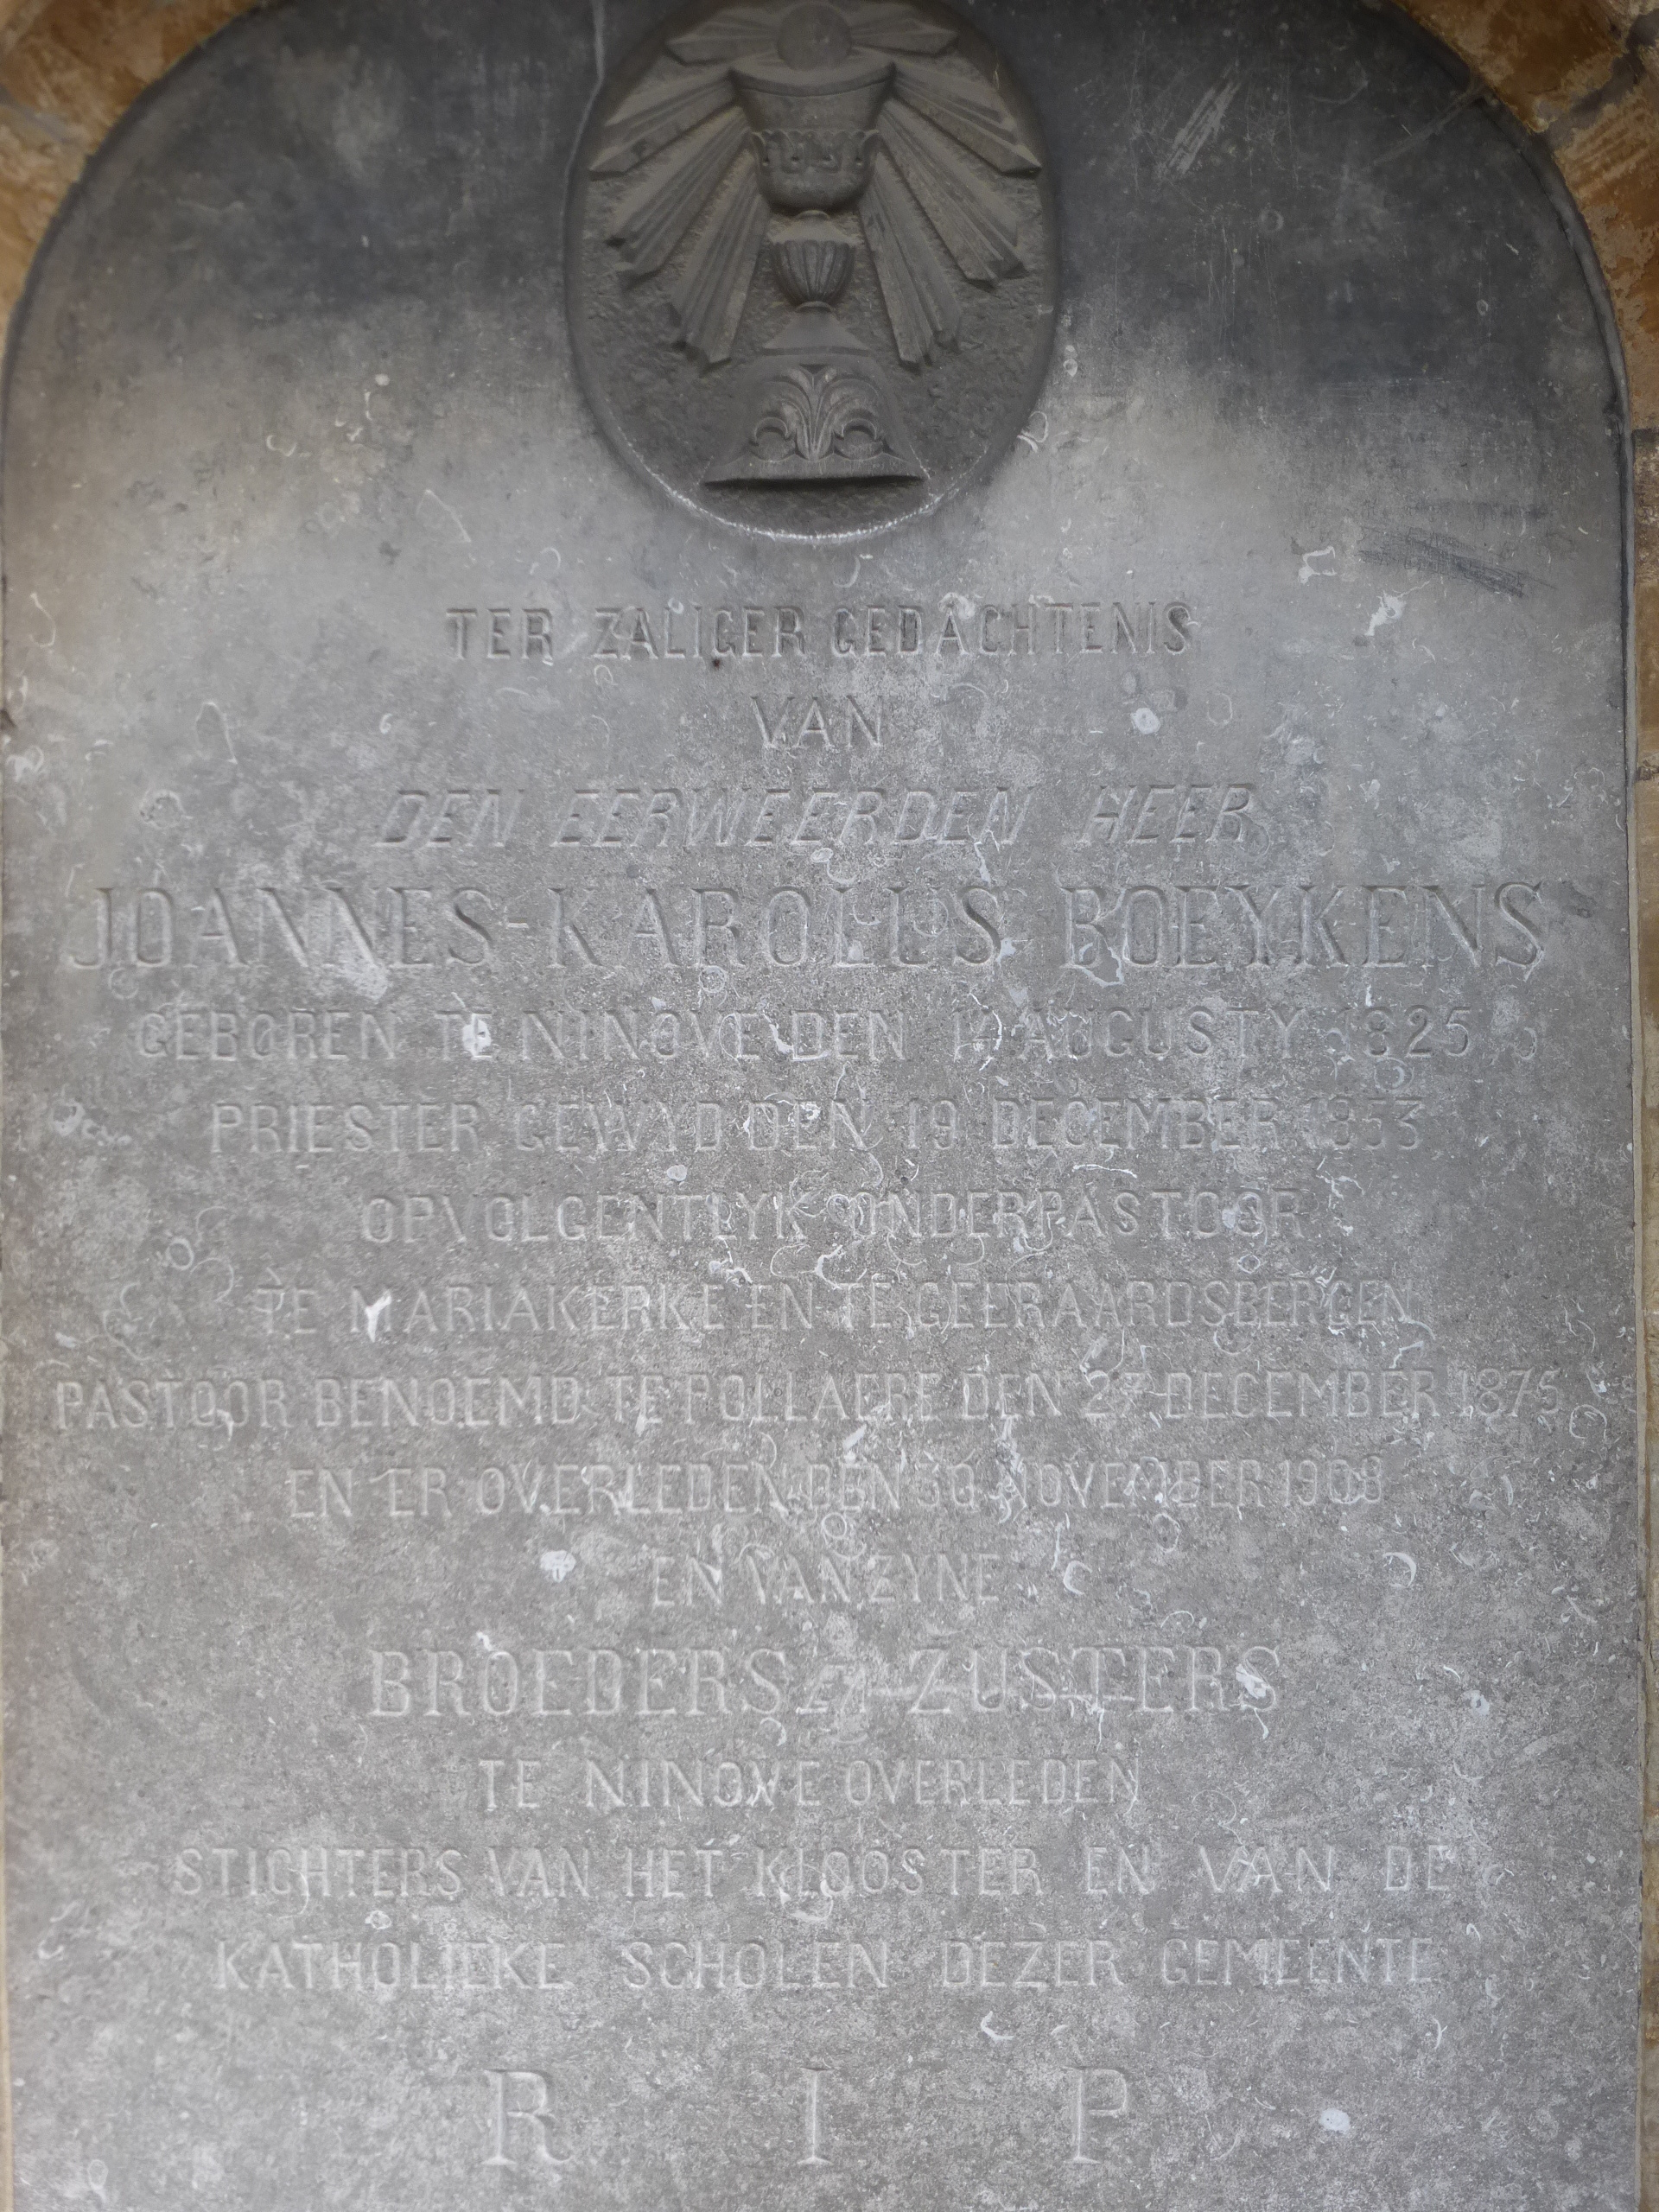 TER ZALIGER GEDACHTENIS
VAN
DEN EERWEERDEN HEER
JOANNES-KAROLUS BOEYKENS
GEBOREN TE NINOVE DEN 14 AUGUSTY 1825
PRIESTER GEWYD DEN 19 DECEMBER 1853
OPVOLGENTLYK ONDERPASTOOR
TE MARIAKERKE EN TE GEERAARDSBERGEN
PASTOOR BENOEMD TE POLLAERE DEN 27 DECEMBER 1875
EN ER OVERLEDEN DEN 30 NOVEMBER 1908
EN VAN ZYNE
BROEDERS EN ZUSTERS
TE NINOVE OVERLEDEN
STICHTERS VAN HET KLOOSTER EN VAN DE
KATHOLIEKE SCHOLEN DEZER GEMEENTE
R I P